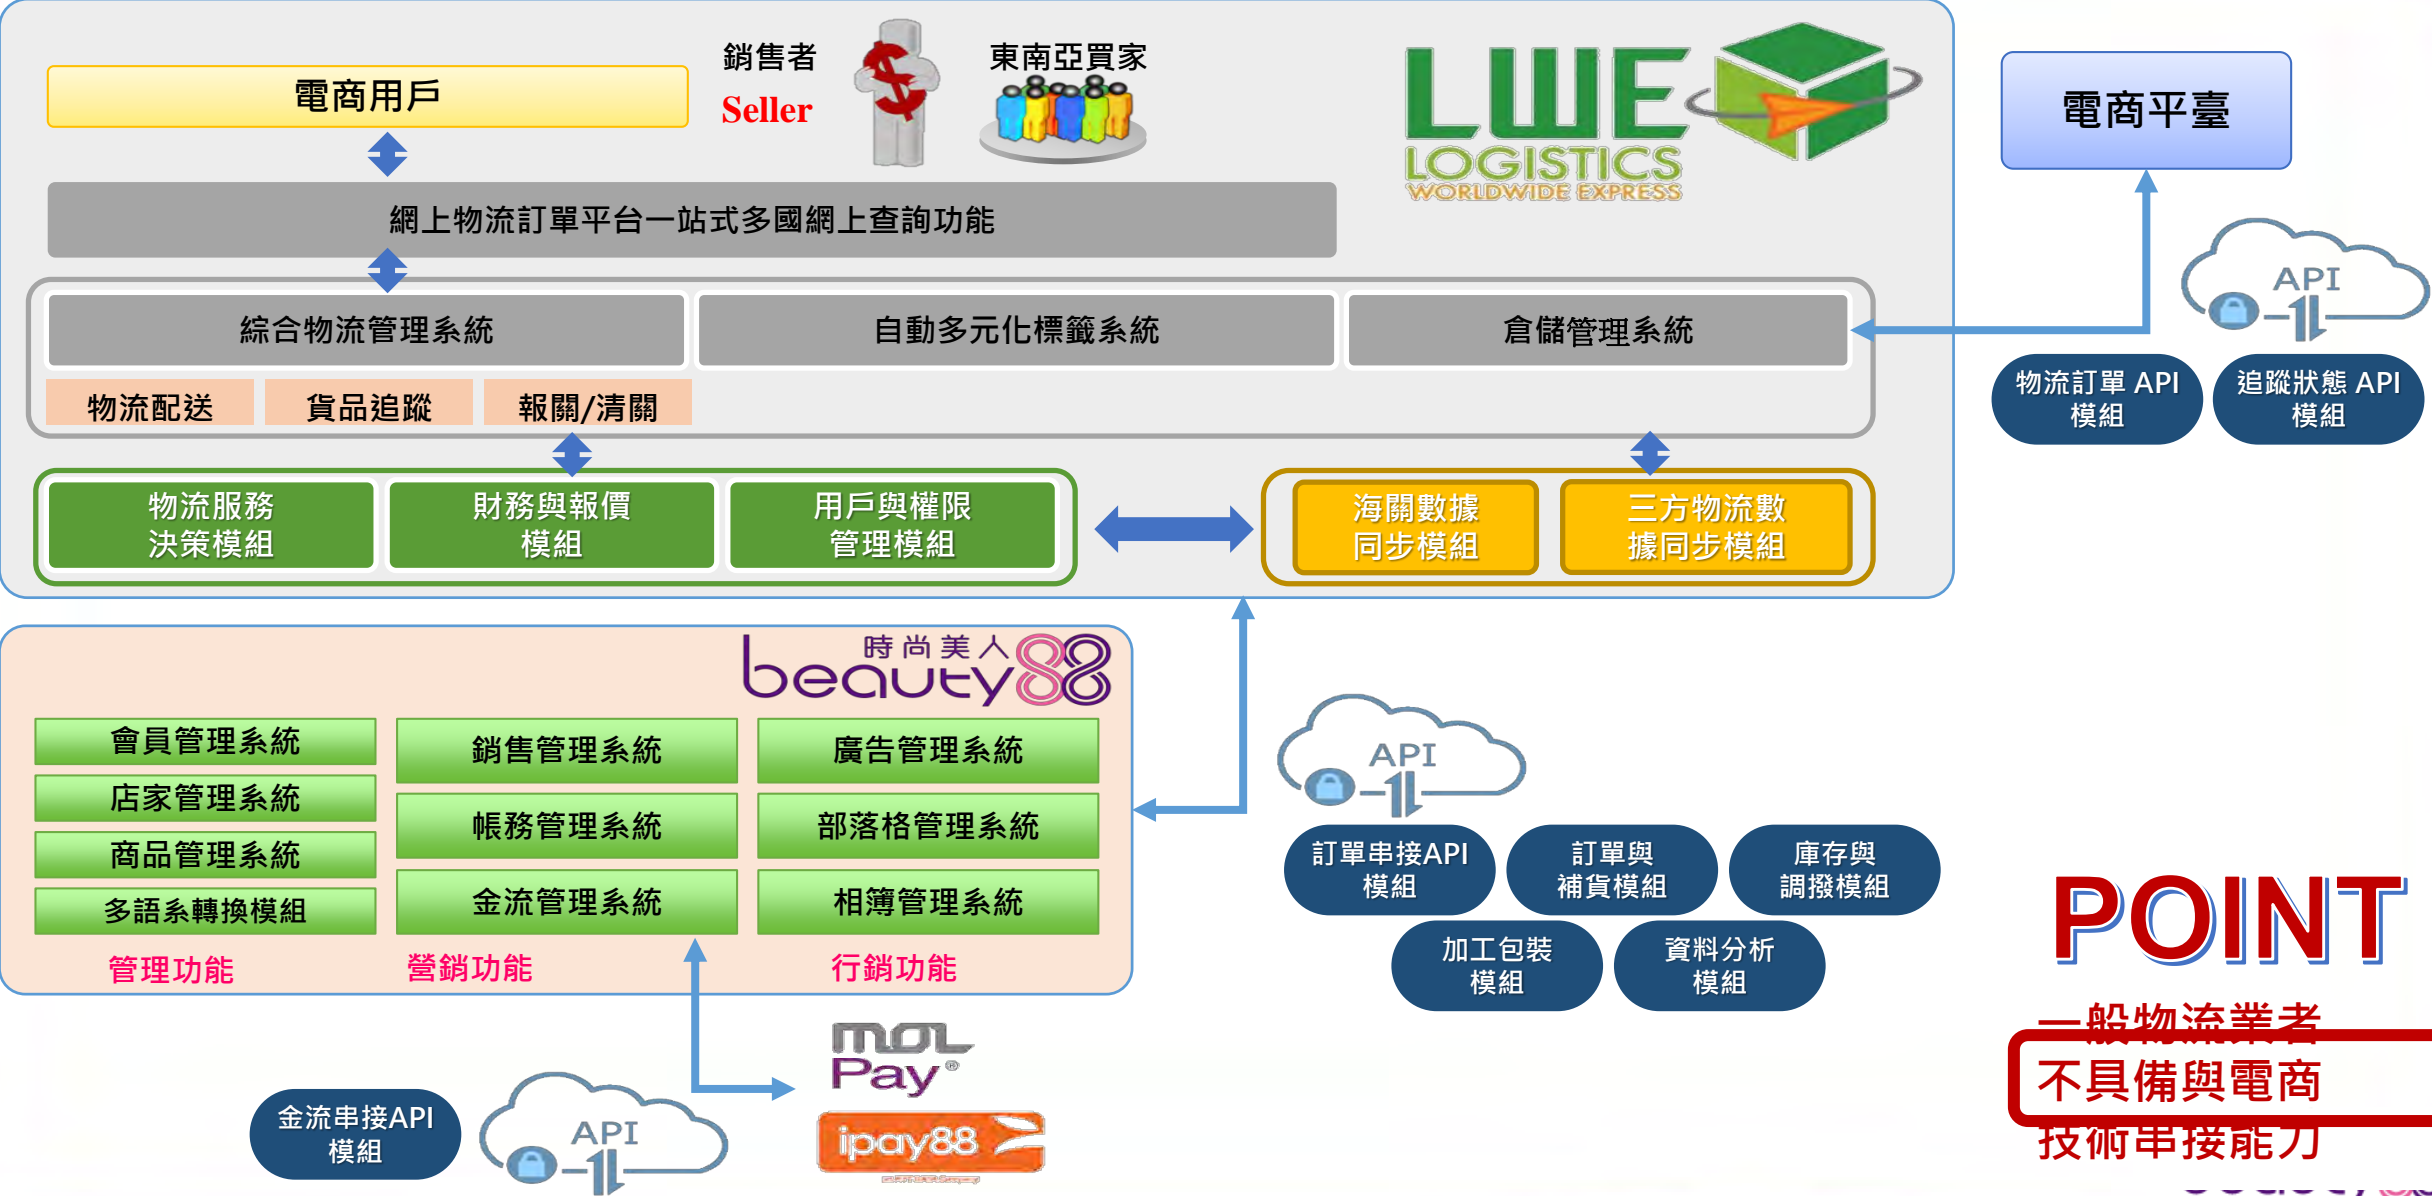 電商用戶
銷售者
Seller
東南亞買家
LWE
LOGISTICS
WORLDWIDE EXPRESS
電商平臺
網上物流訂單平台一站式多國網上查詢功能
綜合物流管理系統
自動多元化標籤系統
倉儲管理系統
物流配送
貨品追蹤
報關/清關
API
物流訂單 API
模組
追蹤狀態 API
模組
物流服務
決策模組
財務與報價
模組
用戶與權限
管理模組
海關數據
同步模組
三方物流數
據同步模組
時尚美人
beauty88
會員管理系統
店家管理系統
商品管理系統
多語系轉換模組
管理功能
銷售管理系統
帳務管理系統
金流管理系統
營銷功能
廣告管理系統
部落格管理系統
相簿管理系統
行銷功能
API
訂單串接API
模組
訂單與
補貨模組
庫存與
調撥模組
加工包裝
模組
資料分析
模組
POINT
一般物流業者
不具備與電商
技術串接能力
金流串接API
模組
API
mol
Pay®
ipay88